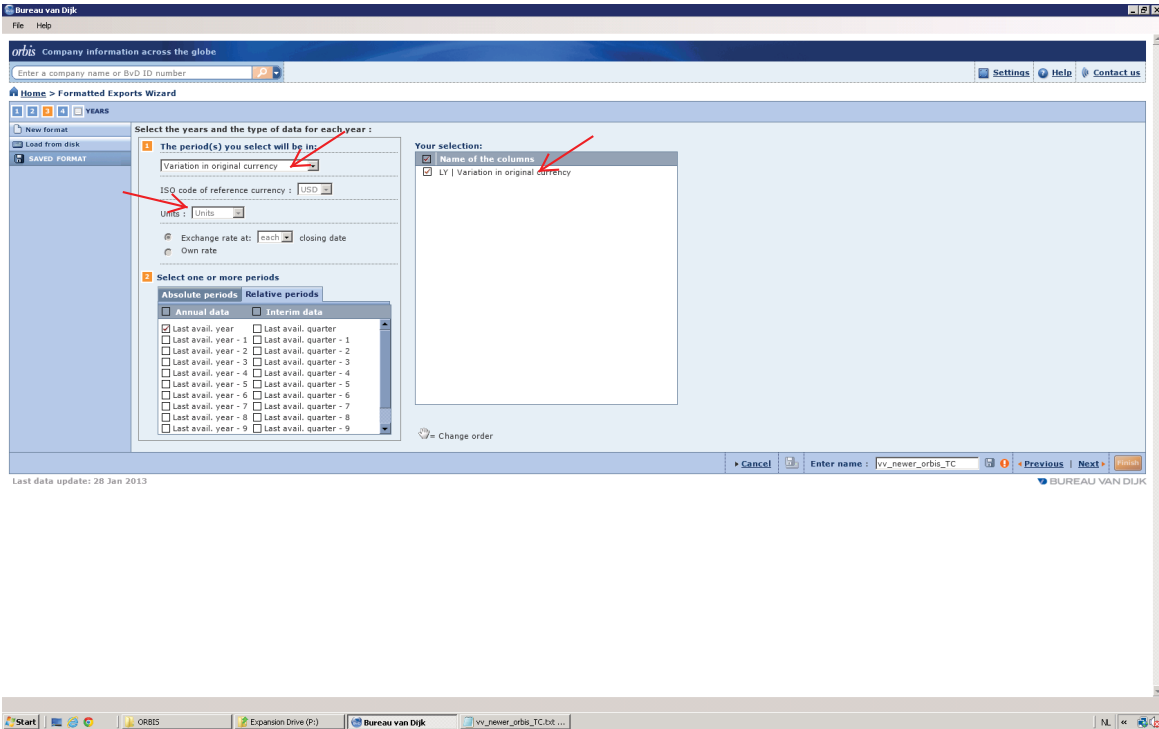 Bureau van Dijk
File Help
orbis Company information across the globe
Enter a company name or BvD ID number
Settings Help Contact us
Home > Formatted Exports Wizard
1 2 3 4 YEARS
New format
Load from disk
SAVED FORMAT
Select the years and the type of data for each year :
1 The period(s) you select will be in:
Variation in original currency
ISO code of reference currency : USD
Units : Units
Exchange rate at: each closing date
Own rate
2 Select one or more periods
Absolute periods Relative periods
Annual data Interim data
Last avail. year Last avail. quarter
Last avail. year - 1 Last avail. quarter - 1
Last avail. year - 2 Last avail. quarter - 2
Last avail. year - 3 Last avail. quarter - 3
Last avail. year - 4 Last avail. quarter - 4
Last avail. year - 5 Last avail. quarter - 5
Last avail. year - 6 Last avail. quarter - 6
Last avail. year - 7 Last avail. quarter - 7
Last avail. year - 8 Last avail. quarter - 8
Last avail. year - 9 Last avail. quarter - 9
Your selection:
Name of the columns
LY | Variation in original currency
= Change order
Cancel Enter name : vv_newer_orbis_TC Previous | Next Finish
Last data update: 28 Jan 2013
BUREAU VAN DIJK
Start ORBIS Expansion Drive (P:) Bureau van Dijk vv_newer_orbis_TC.txt ... NL «